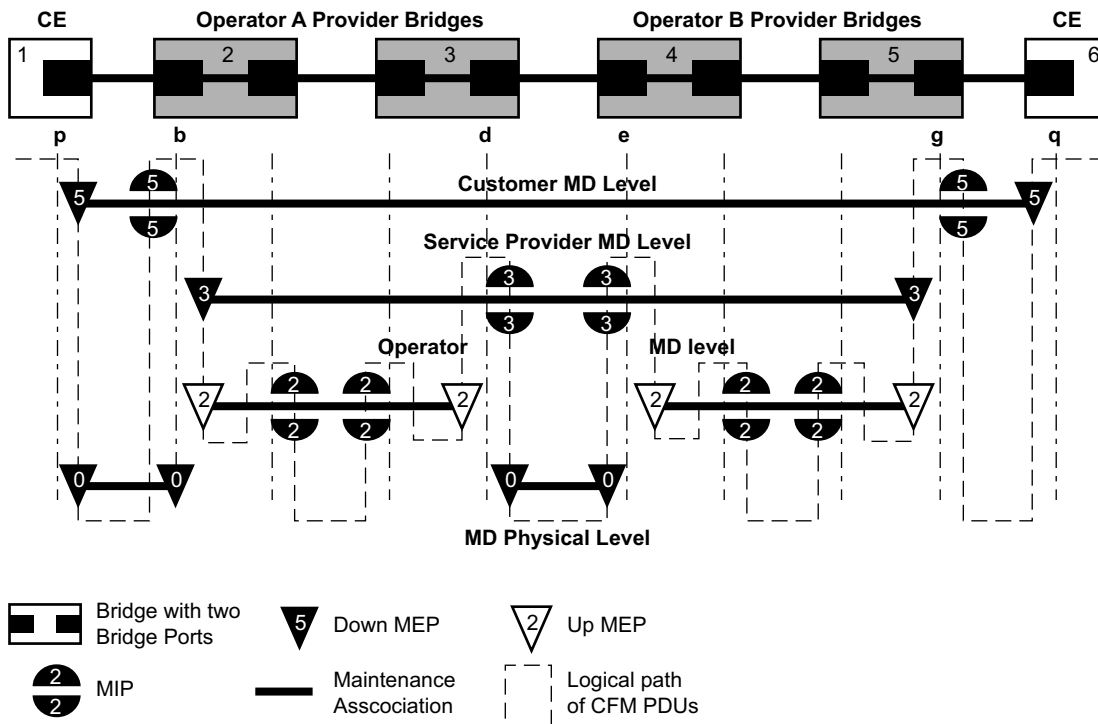 CE Operator A Provider Bridges Operator B Provider Bridges CE
1 2 3 4 5 6
p b d e g q
5 5 5 5
Customer MD Level
5 5
Service Provider MD Level
3 3 3 3
3 3
Operator MD level
2 2 2 2 2 2 2 2
2 2 2 2
0 0 0 0
MD Physical Level
Bridge with two
Bridge Ports
5 Down MEP
2 Up MEP
2
2
MIP
Maintenance
Asscociation
Logical path
of CFM PDUs